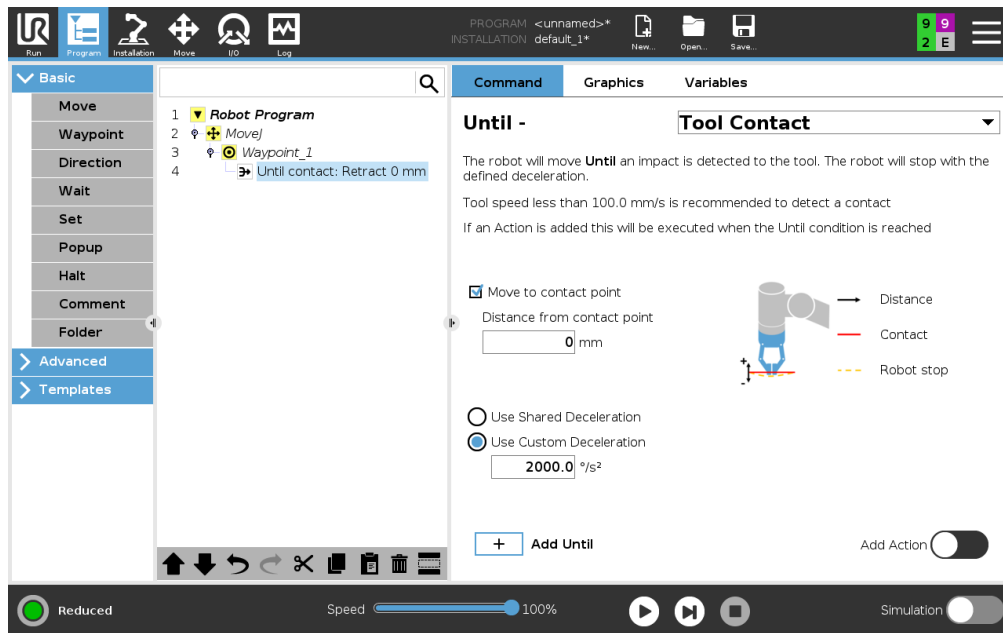 UR
Run
Program
Installation
Move
I/O
Log
PROGRAM <unnamed>*
INSTALLATION default_1*
New...
Open...
Save...
9 9
2 E
Basic
Move
Waypoint
Direction
Wait
Set
Popup
Halt
Comment
Folder
Advanced
Templates
1 Robot Program
2 MoveJ
3 Waypoint_1
4 Until contact: Retract 0 mm
Command Graphics Variables
Until - Tool Contact
The robot will move Until an impact is detected to the tool. The robot will stop with the
defined deceleration.
Tool speed less than 100.0 mm/s is recommended to detect a contact
If an Action is added this will be executed when the Until condition is reached
Move to contact point
Distance from contact point
0 mm
+
-
Distance
Contact
Robot stop
Use Shared Deceleration
Use Custom Deceleration
2000.0 °/s²
+ Add Until
Add Action
Reduced
Speed 100%
Simulation